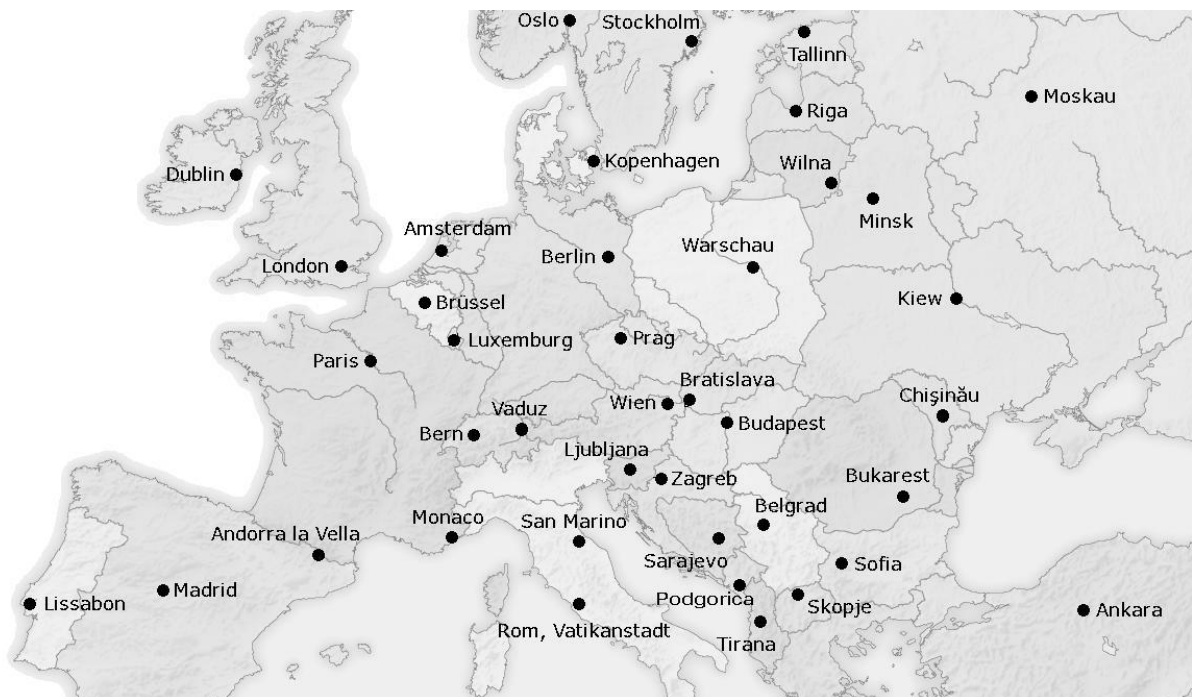 Oslo
Stockholm
Tallinn
Moskau
Riga
Kopenhagen
Wilna
Dublin
Minsk
Amsterdam
Warschau
Berlin
London
Kiew
Brüssel
Luxemburg
Prag
Paris
Bratislava
Wien
Chişinău
Vaduz
Budapest
Bern
Ljubljana
Zagreb
Bukarest
Belgrad
Monaco
San Marino
Andorra la Vella
Sarajevo
Sofia
Madrid
Lissabon
Podgorica
Skopje
Ankara
Rom, Vatikanstadt
Tirana